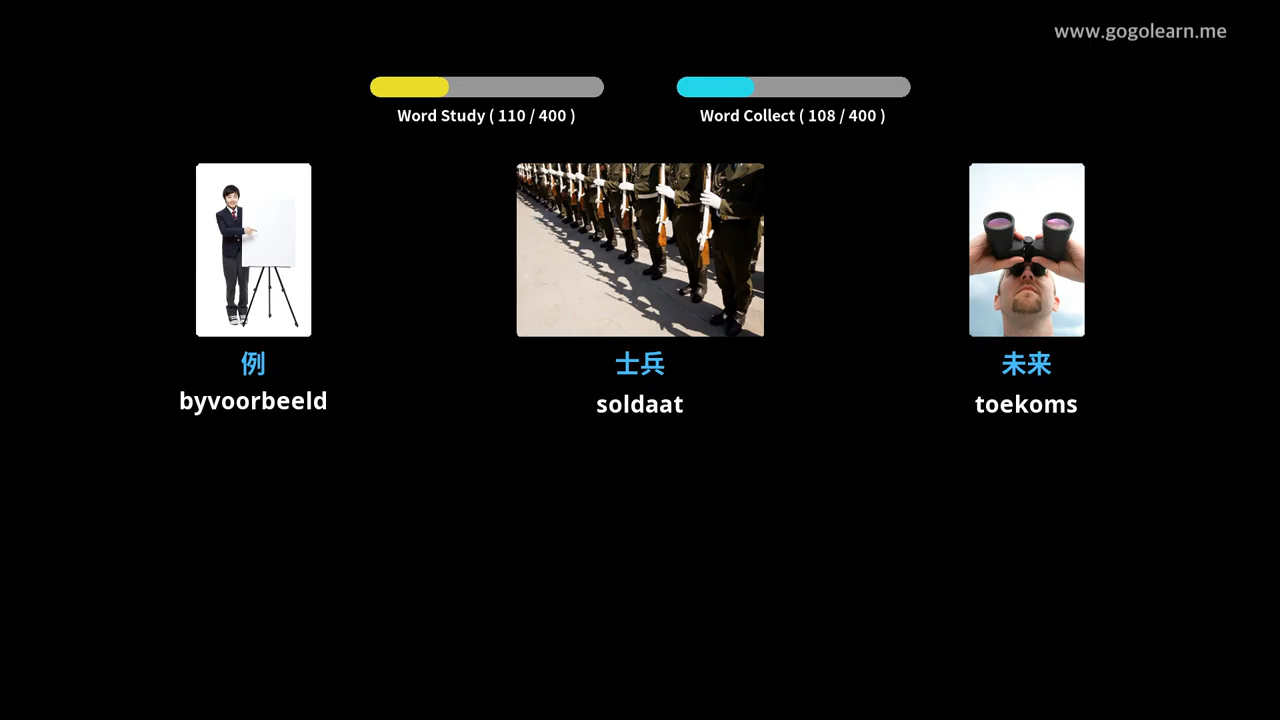 www.gogolearn.me
Word Study ( 110 / 400 )
Word Collect ( 108 / 400 )
例
士兵
未来
byvoorbeeld
soldaat
toekoms